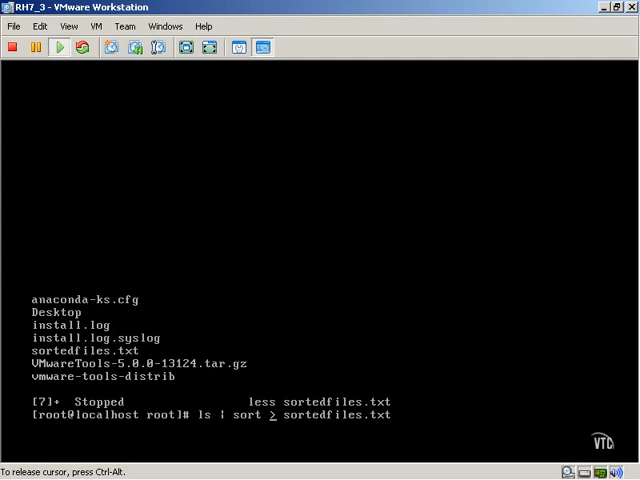 RH7_3 - VMware Workstation
File Edit View VM Team Windows Help
anaconda-ks.cfg
Desktop
install.log
install.log.syslog
sortedfiles.txt
VMwareTools-5.0.0-13124.tar.gz
vmware-tools-distrib
[7]+ Stopped less sortedfiles.txt
[root@localhost root]# ls | sort > sortedfiles.txt
VTC
To release cursor, press Ctrl-Alt.